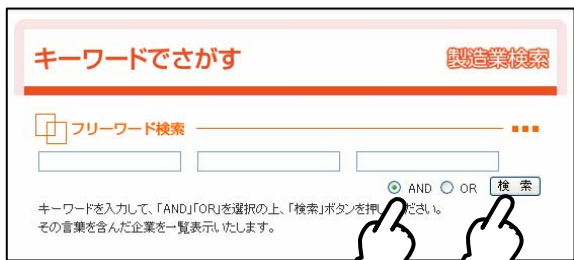 キーワードでさがす
製造業検索
フリーワード検索
AND OR 検 索
キーワードを入力して、「AND」「OR」を選択の上、「検索」ボタンを押しください。
その言葉を含んだ企業を一覧表示いたします。